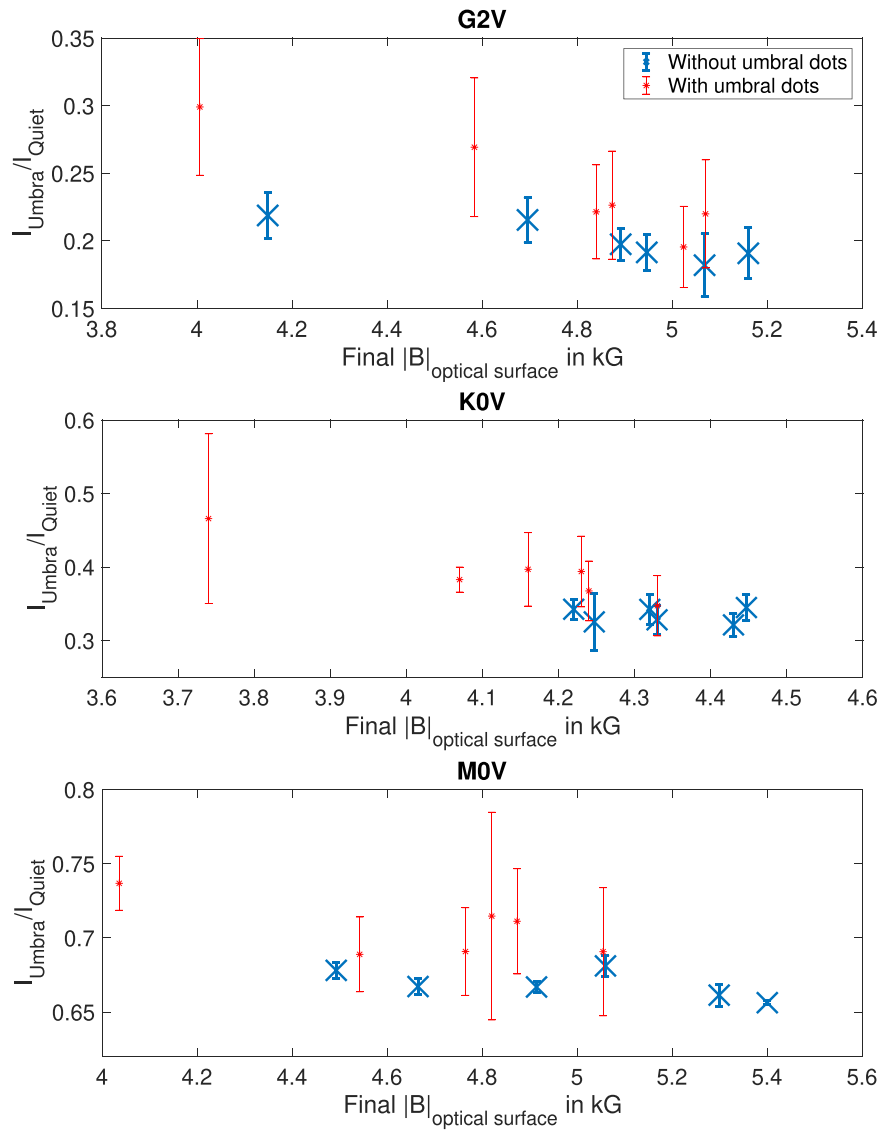 G2V
0.35
0.3
0.25
0.2
0.15
I_Umbra/I_Quiet
Without umbral dots
With umbral dots
3.8 4 4.2 4.4 4.6 4.8 5 5.2 5.4
Final |B|_optical surface in kG
K0V
0.6
0.5
0.4
0.3
I_Umbra/I_Quiet
3.6 3.7 3.8 3.9 4 4.1 4.2 4.3 4.4 4.5 4.6
Final |B|_optical surface in kG
M0V
0.8
0.75
0.7
0.65
I_Umbra/I_Quiet
4 4.2 4.4 4.6 4.8 5 5.2 5.4 5.6
Final |B|_optical surface in kG